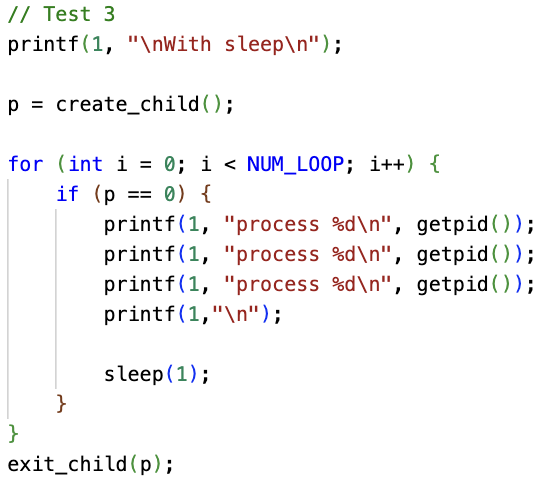 // Test 3
printf(1, "\nWith sleep\n");

p = create_child();

for (int i = 0; i < NUM_LOOP; i++) {
    if (p == 0) {
        printf(1, "process %d\n", getpid());
        printf(1, "process %d\n", getpid());
        printf(1, "process %d\n", getpid());
        printf(1,"\n");

        sleep(1);
    }
}
exit_child(p);